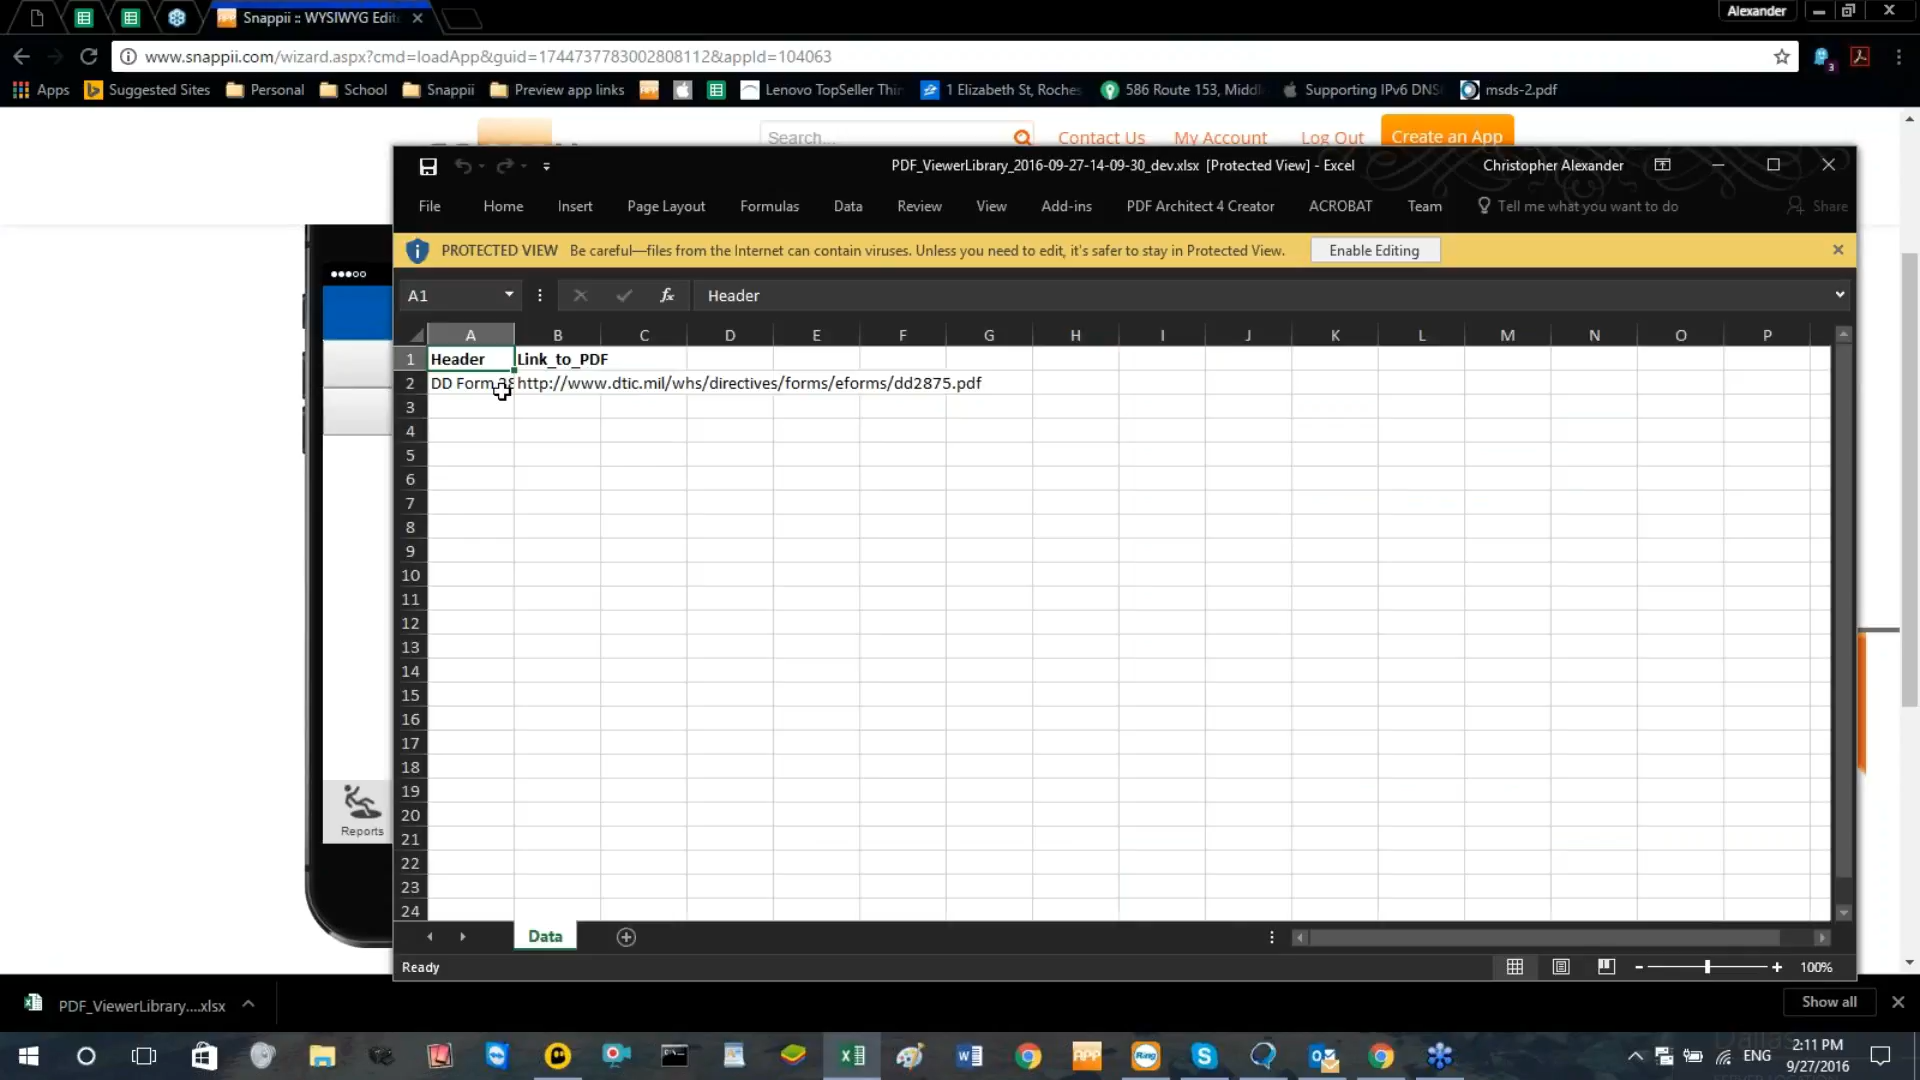 Snappii :: WYSIWYG Edit
Alexander
www.snappii.com/wizard.aspx?cmd=loadApp&guid=1744737783002808112&appId=104063
3
Apps
Suggested Sites
Personal
School
Snappii
Preview app links
Lenovo TopSeller Thin
1 Elizabeth St, Roches
586 Route 153, Middl
Supporting IPv6 DNS
msds-2.pdf
Search...
Contact Us
My Account
Log Out
Create an App
PDF_ViewerLibrary_2016-09-27-14-09-30_dev.xlsx [Protected View] - Excel
Christopher Alexander
File
Home
Insert
Page Layout
Formulas
Data
Review
View
Add-ins
PDF Architect 4 Creator
ACROBAT
Team
Tell me what you want to do
Share
PROTECTED VIEW Be careful—files from the Internet can contain viruses. Unless you need to edit, it's safer to stay in Protected View.
Enable Editing
A1
fx
Header
A B C D E F G H I J K L M N O P
1 Header Link_to_PDF
2 DD Form http://www.dtic.mil/whs/directives/forms/eforms/dd2875.pdf
3
4
5
6
7
8
9
10
11
12
13
14
15
16
17
18
19
20
21
22
23
24
Reports
Data
Ready
100%
PDF_ViewerLibrary....xlsx
Show all
APP
Ring
ENG
2:11 PM
9/27/2016